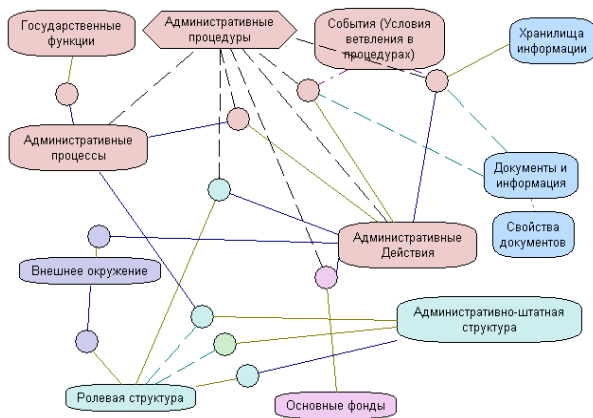 Государственные
функции
Административные
процедуры
События (Условия
ветвления в
процедурах)
Хранилища
информации
Административные
процессы
Документы и
информация
Свойства
документов
Административные
Действия
Внешнее окружение
Административно-штатная
структура
Ролевая структура
Основные фонды